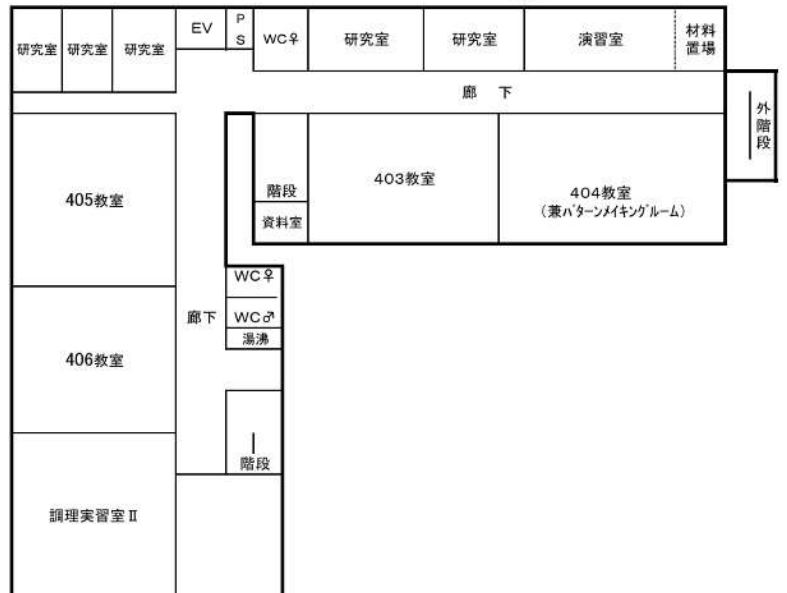 研究室
研究室
研究室
EV
PS
WC♀
研究室
研究室
演習室
材料
置場
廊 下
外階段
405教室
階段
資料室
403教室
404教室
(兼パターンメイキングルーム)
WC♀
廊下
WC♂
湯沸
406教室
階段
調理実習室Ⅱ